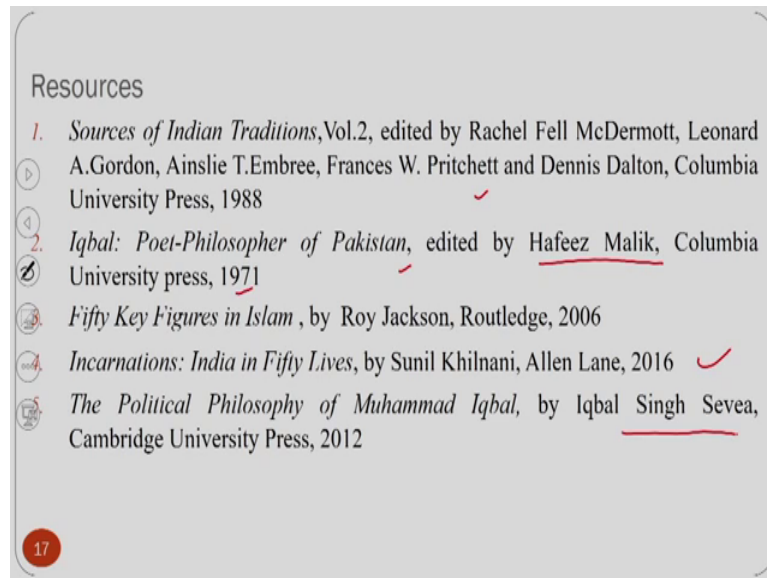 Resources
1. Sources of Indian Traditions,Vol.2, edited by Rachel Fell McDermott, Leonard
A.Gordon, Ainslie T.Embree, Frances W. Pritchett and Dennis Dalton, Columbia
University Press, 1988
2. Iqbal: Poet-Philosopher of Pakistan, edited by Hafeez Malik, Columbia
University press, 1971
3. Fifty Key Figures in Islam , by Roy Jackson, Routledge, 2006
4. Incarnations: India in Fifty Lives, by Sunil Khilnani, Allen Lane, 2016
5. The Political Philosophy of Muhammad Iqbal, by Iqbal Singh Sevea,
Cambridge University Press, 2012
17